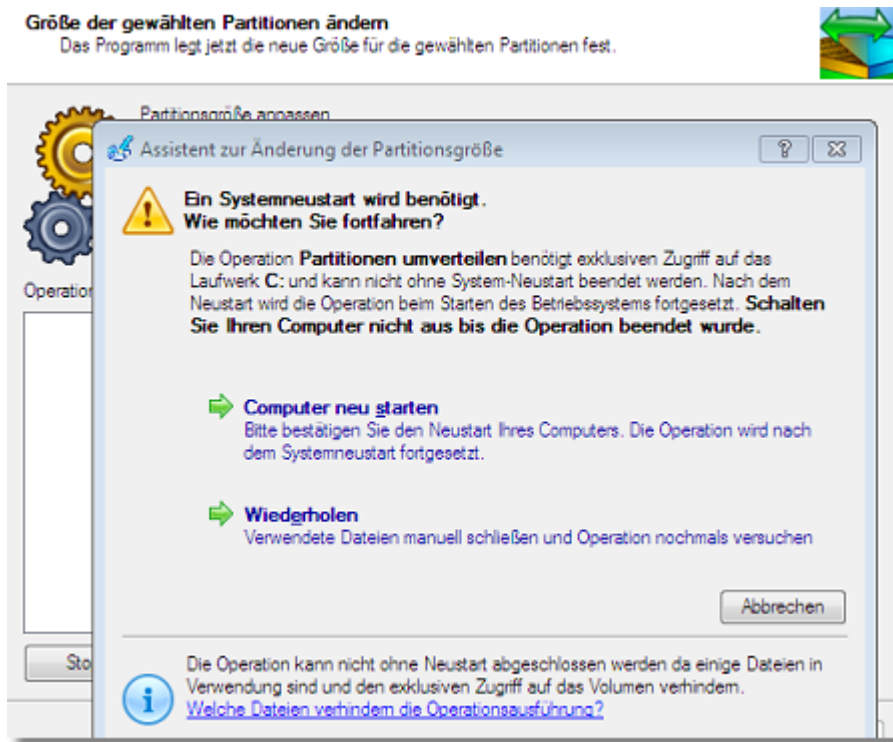 Größe der gewählten Partitionen ändern
Das Programm legt jetzt die neue Größe für die gewählten Partitionen fest.
Partitionsgröße anpassen
Assistent zur Änderung der Partitionsgröße
Ein Systemneustart wird benötigt.
Wie möchten Sie fortfahren?
Die Operation Partitionen umverteilen benötigt exklusiven Zugriff auf das
Laufwerk C: und kann nicht ohne System-Neustart beendet werden. Nach dem
Neustart wird die Operation beim Starten des Betriebssystems fortgesetzt. Schalten
Sie Ihren Computer nicht aus bis die Operation beendet wurde.
Operation
Computer neu starten
Bitte bestätigen Sie den Neustart Ihres Computers. Die Operation wird nach
dem Systemneustart fortgesetzt.
Wiederholen
Verwendete Dateien manuell schließen und Operation nochmals versuchen
Abbrechen
Sto
Die Operation kann nicht ohne Neustart abgeschlossen werden da einige Dateien in
Verwendung sind und den exklusiven Zugriff auf das Volumen verhindern.
Welche Dateien verhindern die Operationsausführung?